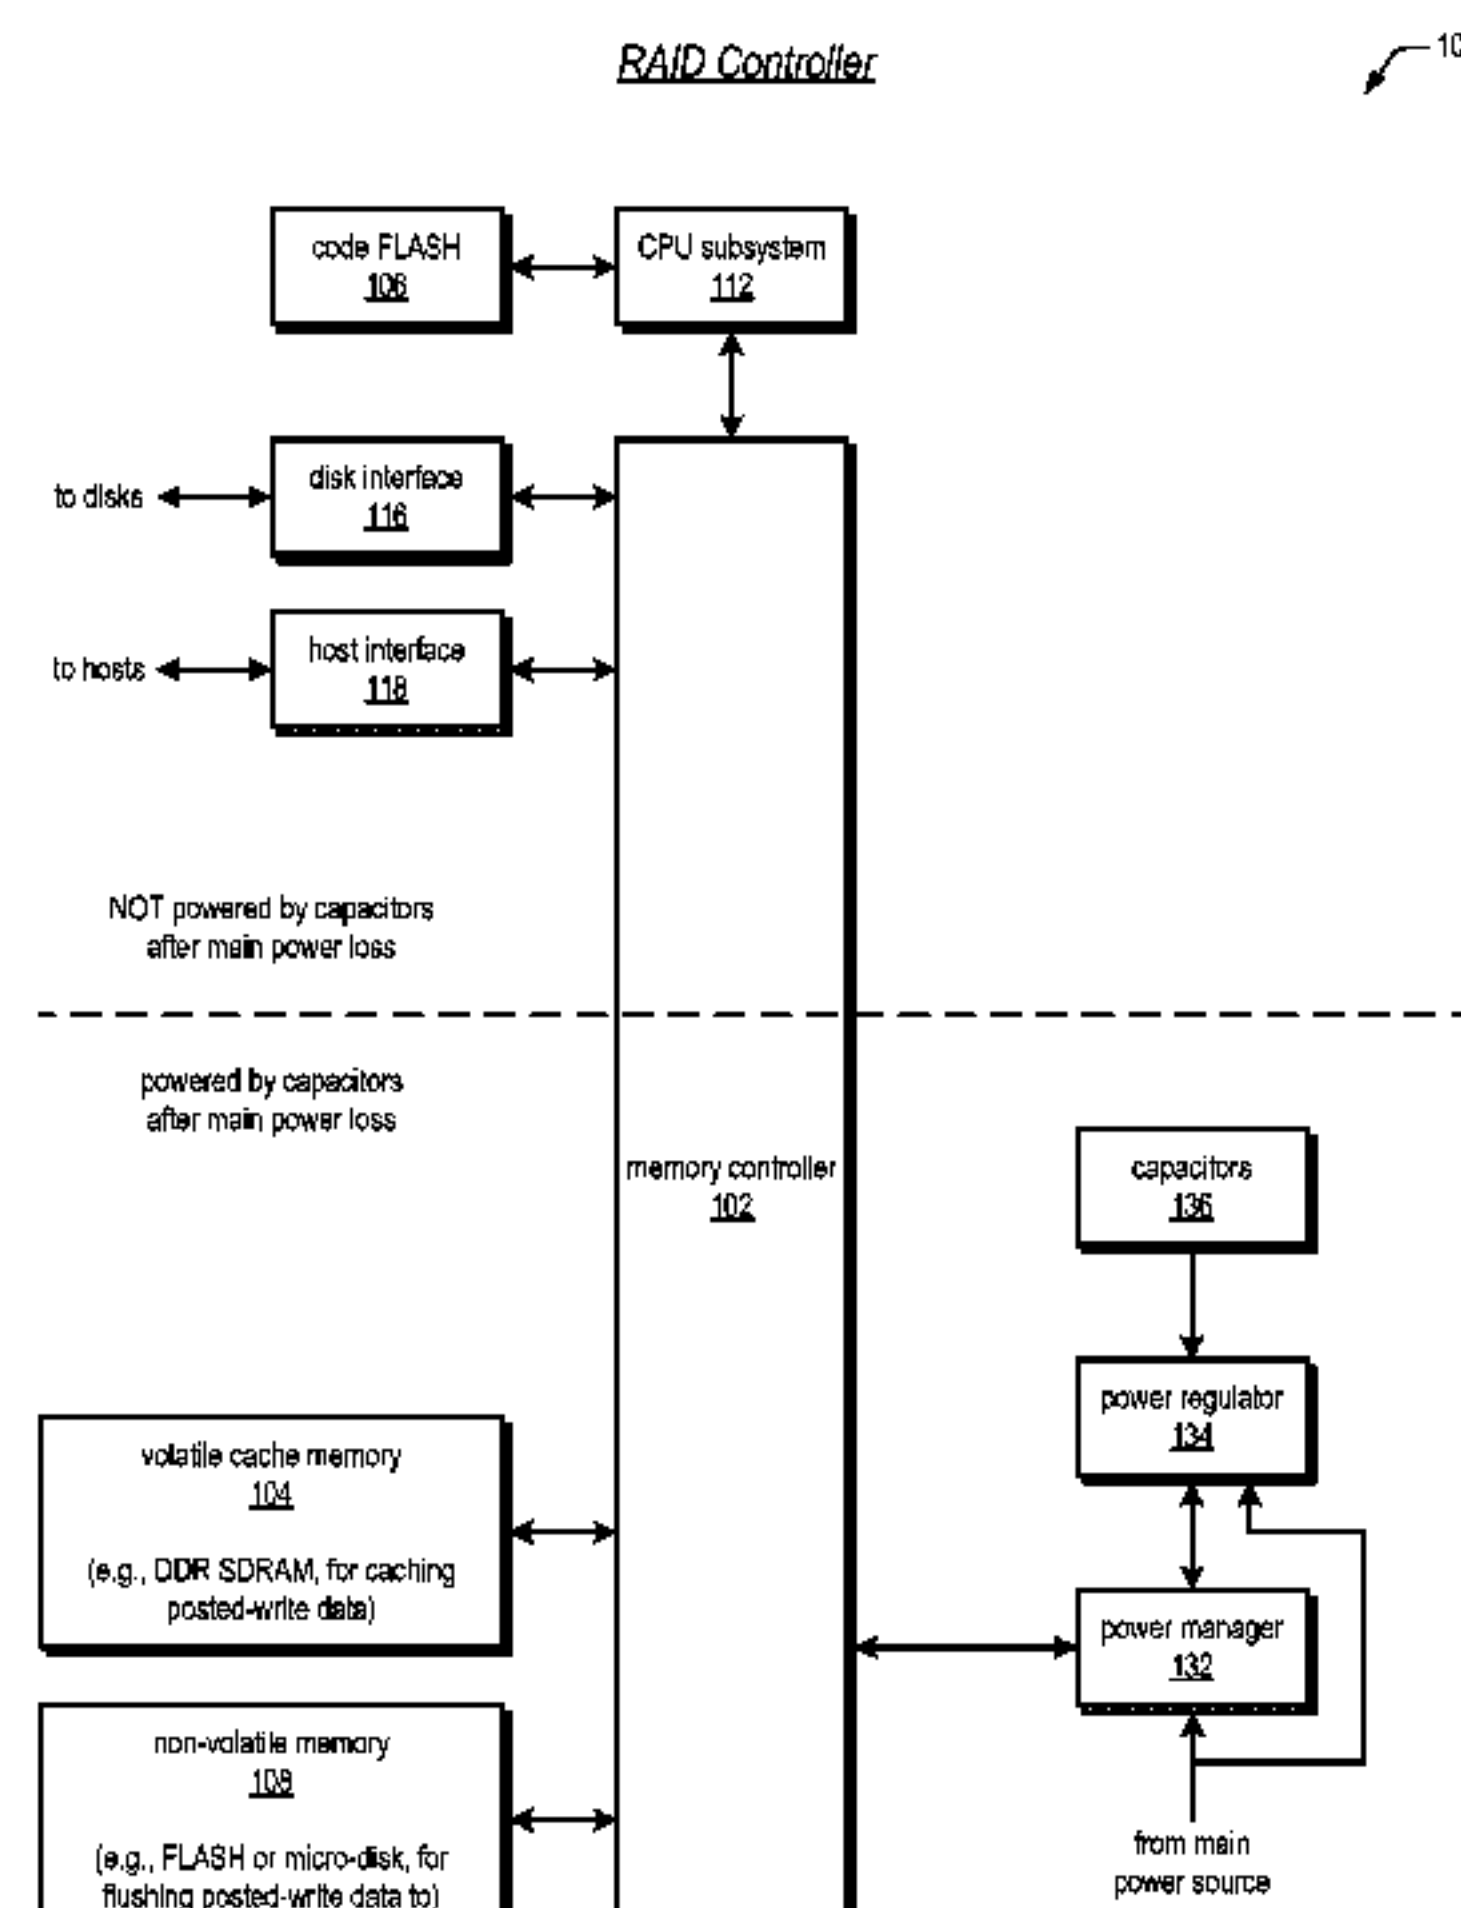 RAID Controller
10
code FLASH
106
CPU subsystem
112
to disks
disk interface
116
to hosts
host interface
118
NOT powered by capacitors
after main power loss
powered by capacitors
after main power loss
memory controller
102
capacitors
136
power regulator
134
volatile cache memory
104
(e.g., DDR SDRAM, for caching
posted-write data)
power manager
132
non-volatile memory
108
(e.g., FLASH or micro-disk, for
flushing posted-write data to)
from main
power source